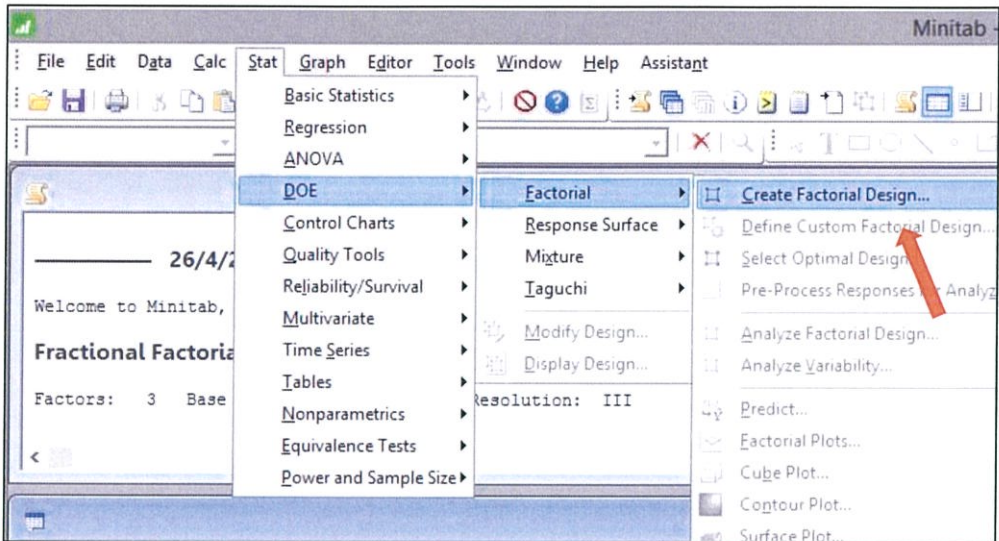 Minitab -
File Edit Data Calc Stat Graph Editor Tools Window Help Assistant
Basic Statistics
Regression
ANOVA
DOE
Control Charts
Quality Tools
Reliability/Survival
Multivariate
Time Series
Tables
Nonparametrics
Equivalence Tests
Power and Sample Size
Factorial
Response Surface
Mixture
Taguchi
Modify Design...
Display Design...
Create Factorial Design...
Define Custom Factorial Design...
Select Optimal Design
Pre-Process Responses for Analyz
Analyze Factorial Design...
Analyze Variability...
Predict...
Factorial Plots...
Cube Plot...
Contour Plot...
Surface Plot...
26/4/2
Welcome to Minitab,
Fractional Factoria
Factors: 3 Base Resolution: III